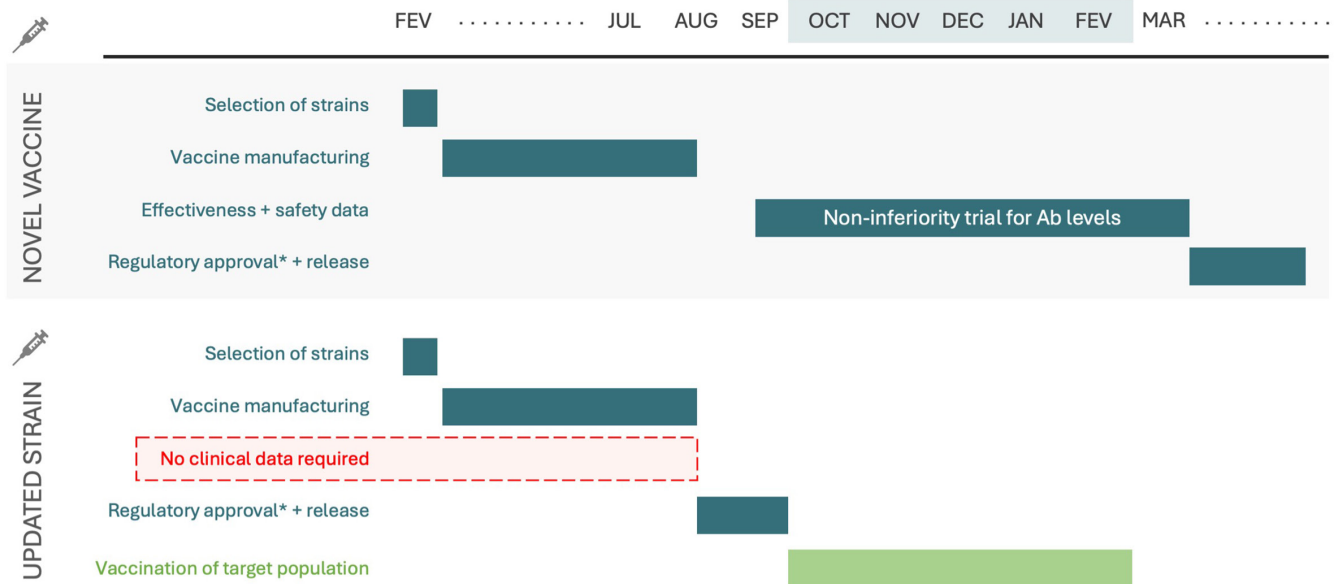 FEV ........... JUL AUG SEP OCT NOV DEC JAN FEV MAR ...........
NOVEL VACCINE
Selection of strains
Vaccine manufacturing
Effectiveness + safety data
Non-inferiority trial for Ab levels
Regulatory approval* + release
UPDATED STRAIN
Selection of strains
Vaccine manufacturing
No clinical data required
Regulatory approval* + release
Vaccination of target population